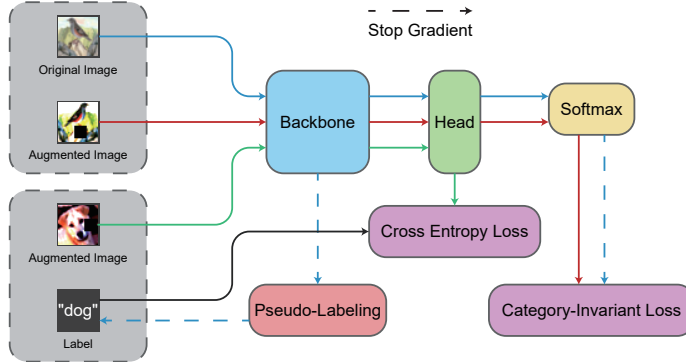 Stop Gradient
Original Image
Augmented Image
Backbone
Head
Softmax
Augmented Image
Cross Entropy Loss
"dog"
Label
Pseudo-Labeling
Category-Invariant Loss